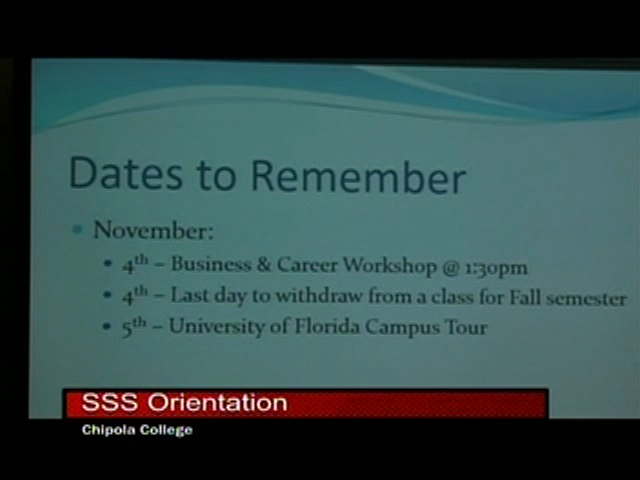 Dates to Remember
November:
4th – Business & Career Workshop @ 1:30pm
4th – Last day to withdraw from a class for Fall semester
5th – University of Florida Campus Tour
SSS Orientation
Chipola College